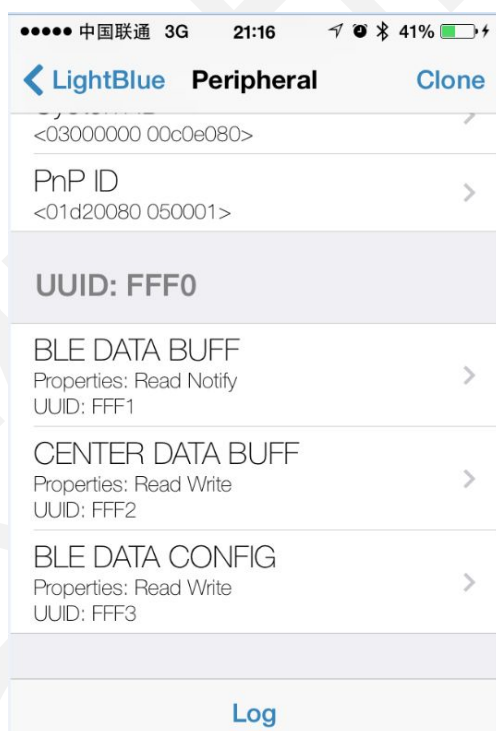 中国联通 3G 21:16 41%
LightBlue Peripheral Clone
<03000000 00c0e080>
PnP ID
<01d20080 050001>
UUID: FFF0
BLE DATA BUFF
Properties: Read Notify
UUID: FFF1
CENTER DATA BUFF
Properties: Read Write
UUID: FFF2
BLE DATA CONFIG
Properties: Read Write
UUID: FFF3
Log